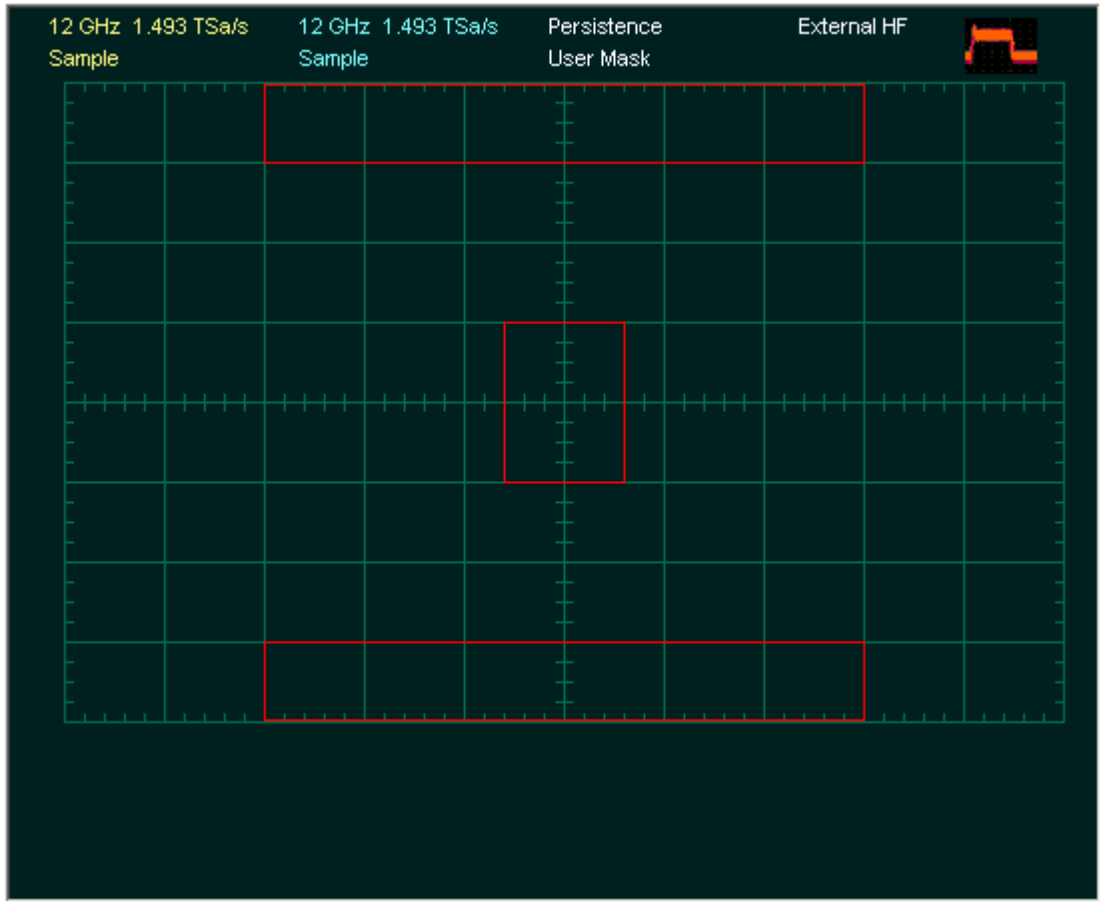 12 GHz 1.493 TSa/s 12 GHz 1.493 TSa/s Persistence External HF
Sample Sample User Mask